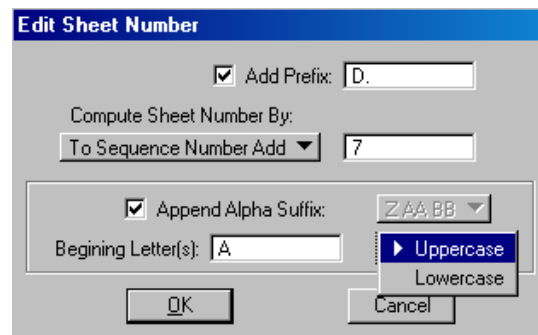 Edit Sheet Number
Add Prefix: D.
Compute Sheet Number By:
To Sequence Number Add 7
Append Alpha Suffix: Z AA BB
Begining Letter(s): A
Uppercase
Lowercase
OK Cancel